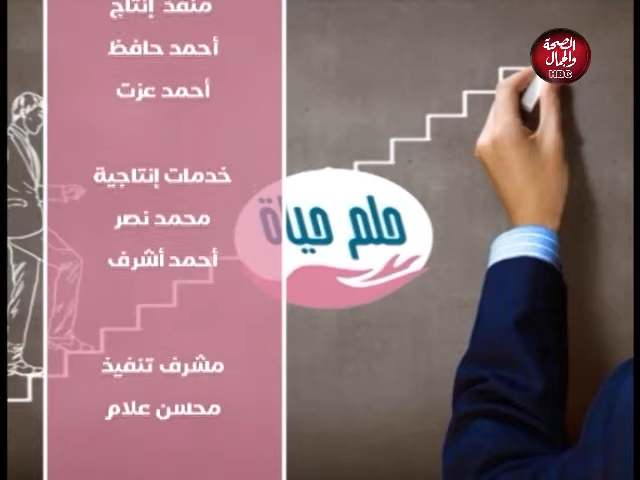 منفذ إنتاج
أحمد حافظ
أحمد عزت
خدمات إنتاجية
محمد نصر
أحمد أشرف
مشرف تنفيذ
محسن علام
حلم حياة
الصحة
والجمال
HBC